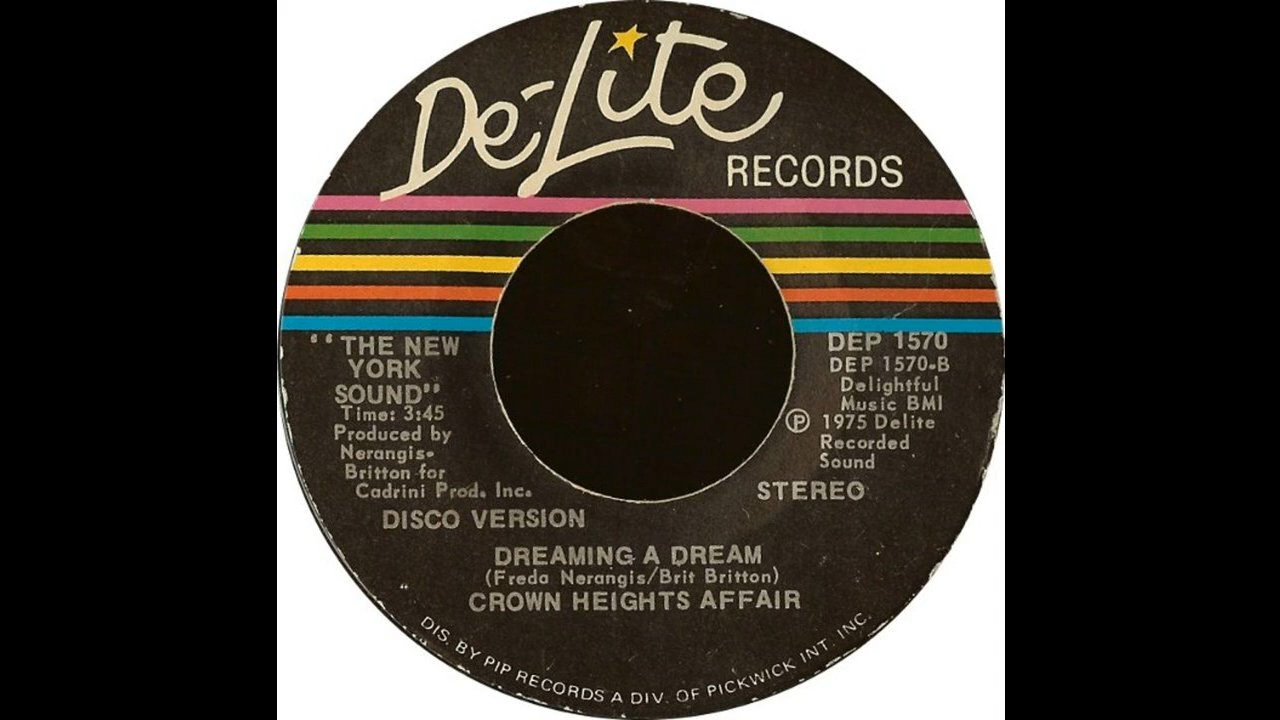 De-Lite
RECORDS
"THE NEW
YORK
SOUND"
Time: 3:45
Produced by
Nerangis-
Britton for
Cadrini Prod. Inc.
DISCO VERSION
DEP 1570
DEP 1570-B
Delightful
Music BMI
Ⓟ 1975 Delite
Recorded
Sound
STEREO
DREAMING A DREAM
(Freda Nerangis/Brit Britton)
CROWN HEIGHTS AFFAIR
DIS. BY PIP RECORDS A DIV. OF PICKWICK INT. INC.